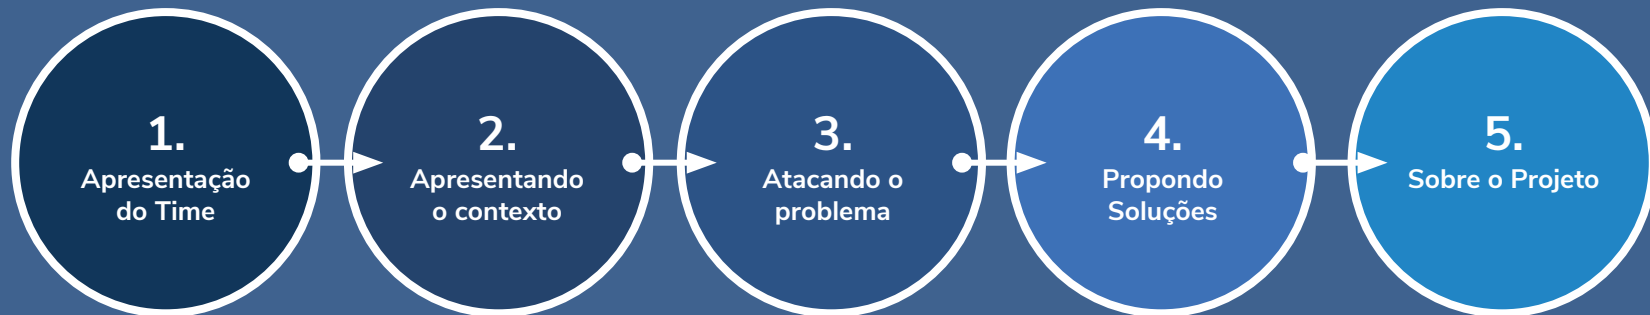 1.
Apresentação
do Time
2.
Apresentando
o contexto
3.
Atacando o
problema
4.
Propondo
Soluções
5.
Sobre o Projeto